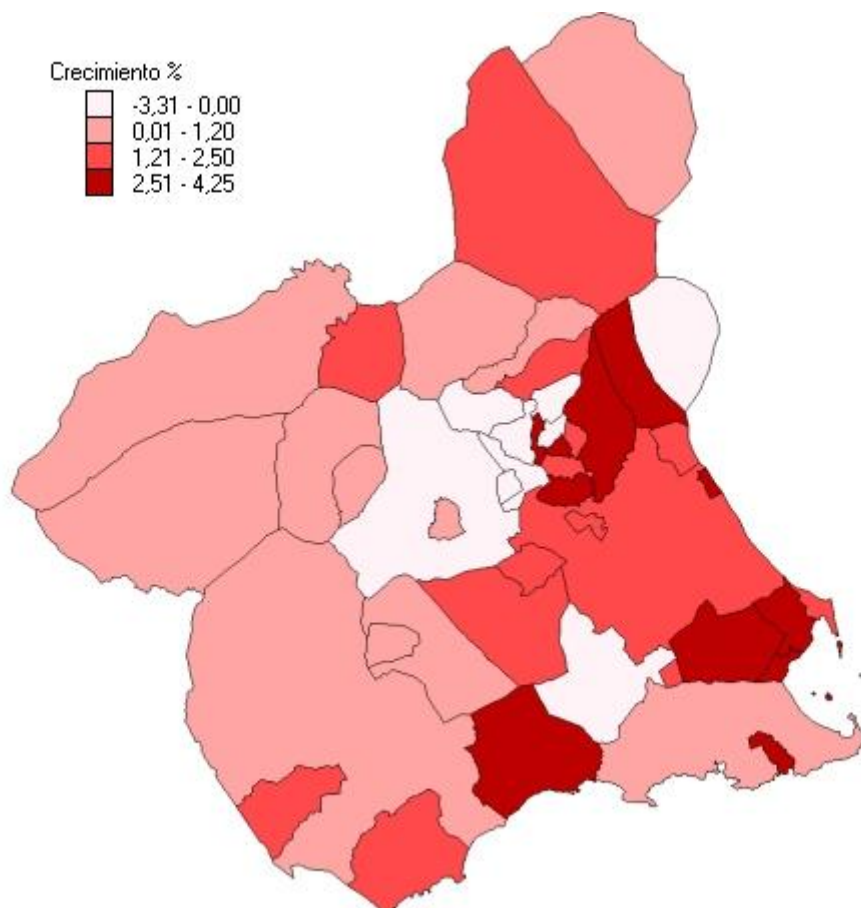 Crecimiento %
-3,31 - 0,00
0,01 - 1,20
1,21 - 2,50
2,51 - 4,25